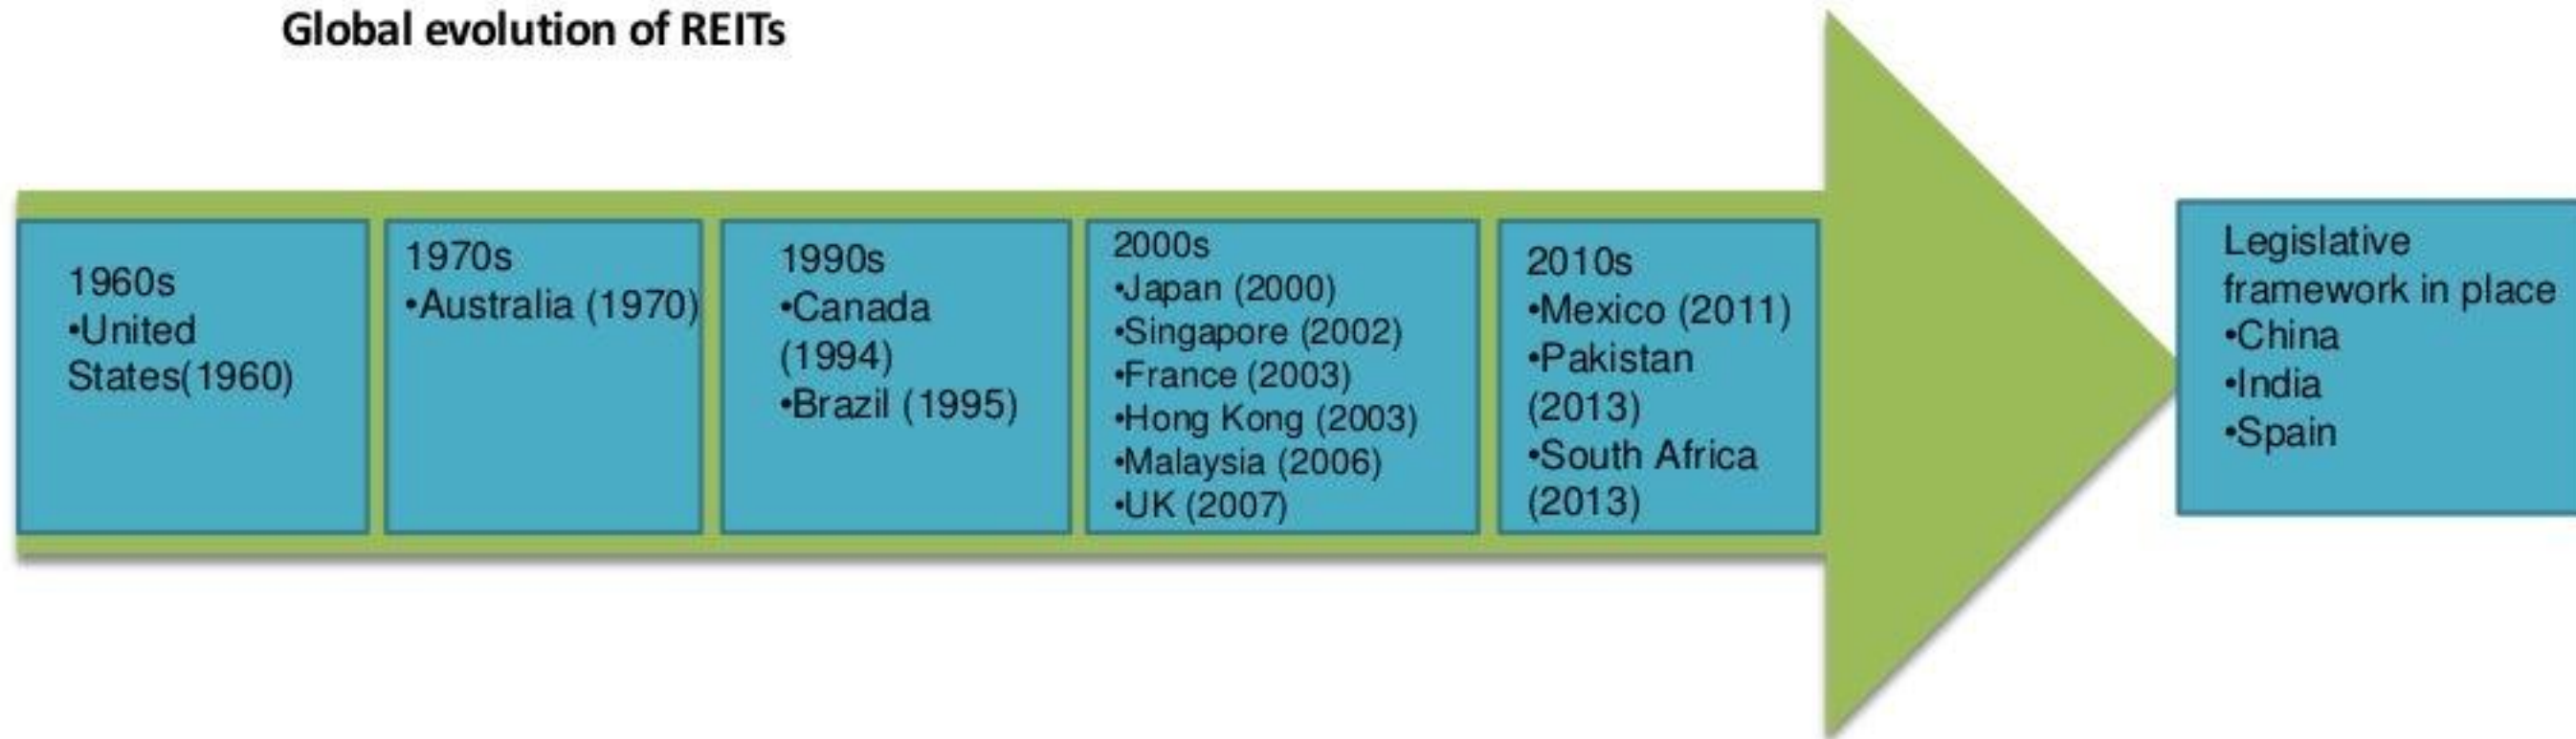 Global evolution of REITs
1960s
•United
States(1960)
1970s
•Australia (1970)
1990s
•Canada
(1994)
•Brazil (1995)
2000s
•Japan (2000)
•Singapore (2002)
•France (2003)
•Hong Kong (2003)
•Malaysia (2006)
•UK (2007)
2010s
•Mexico (2011)
•Pakistan
(2013)
•South Africa
(2013)
Legislative
framework in place
•China
•India
•Spain